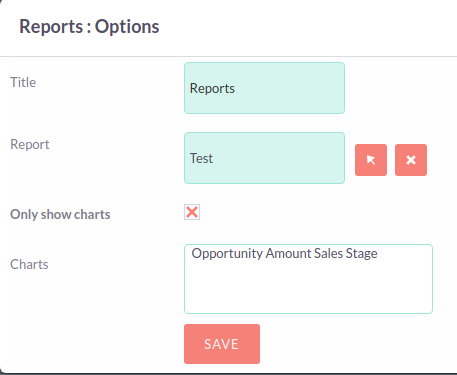 Reports : Options
Title
Reports
Report
Test
Only show charts
Charts
Opportunity Amount Sales Stage
SAVE